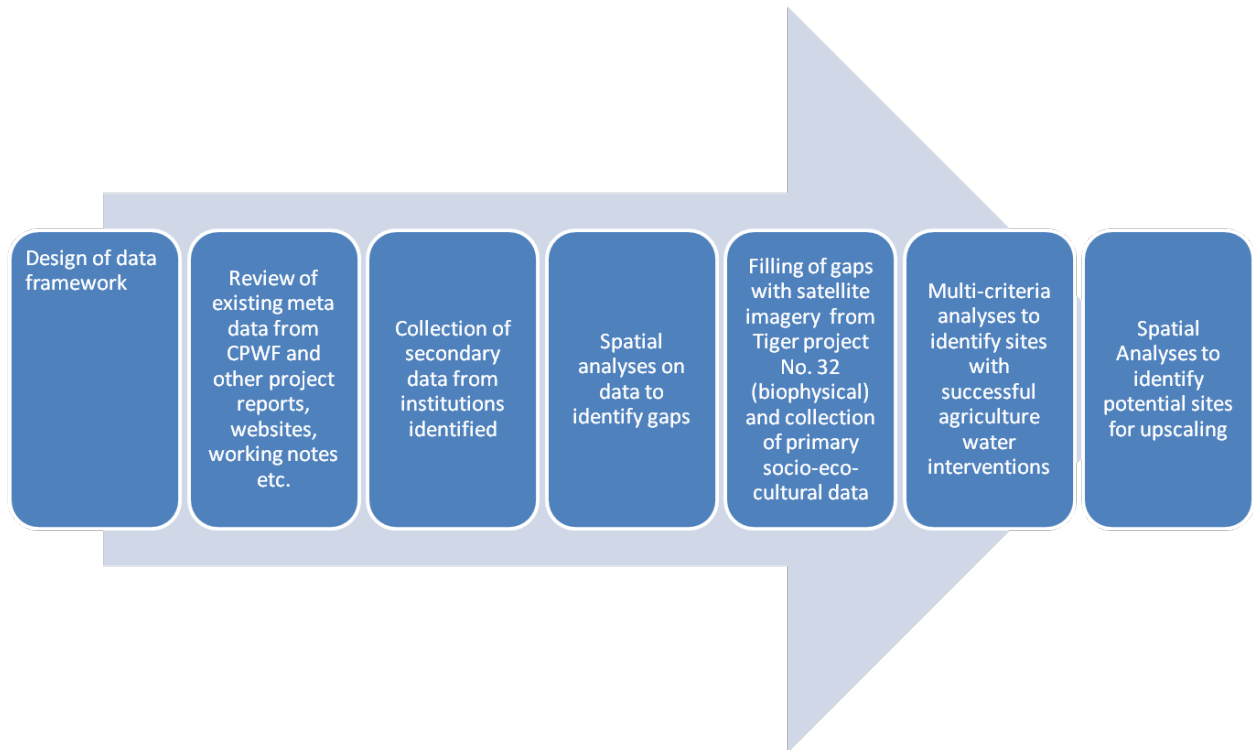 Design of data
framework
Review of
existing meta
data from
CPWF and
other project
reports,
websites,
working notes
etc.
Collection of
secondary
data from
institutions
identified
Spatial
analyses on
data to
identify gaps
Filling of gaps
with satellite
imagery from
Tiger project
No. 32
(biophysical)
and collection
of primary
socio-eco-
cultural data
Multi-criteria
analyses to
identify sites
with
successful
agriculture
water
interventions
Spatial
Analyses to
identify
potential sites
for upscaling